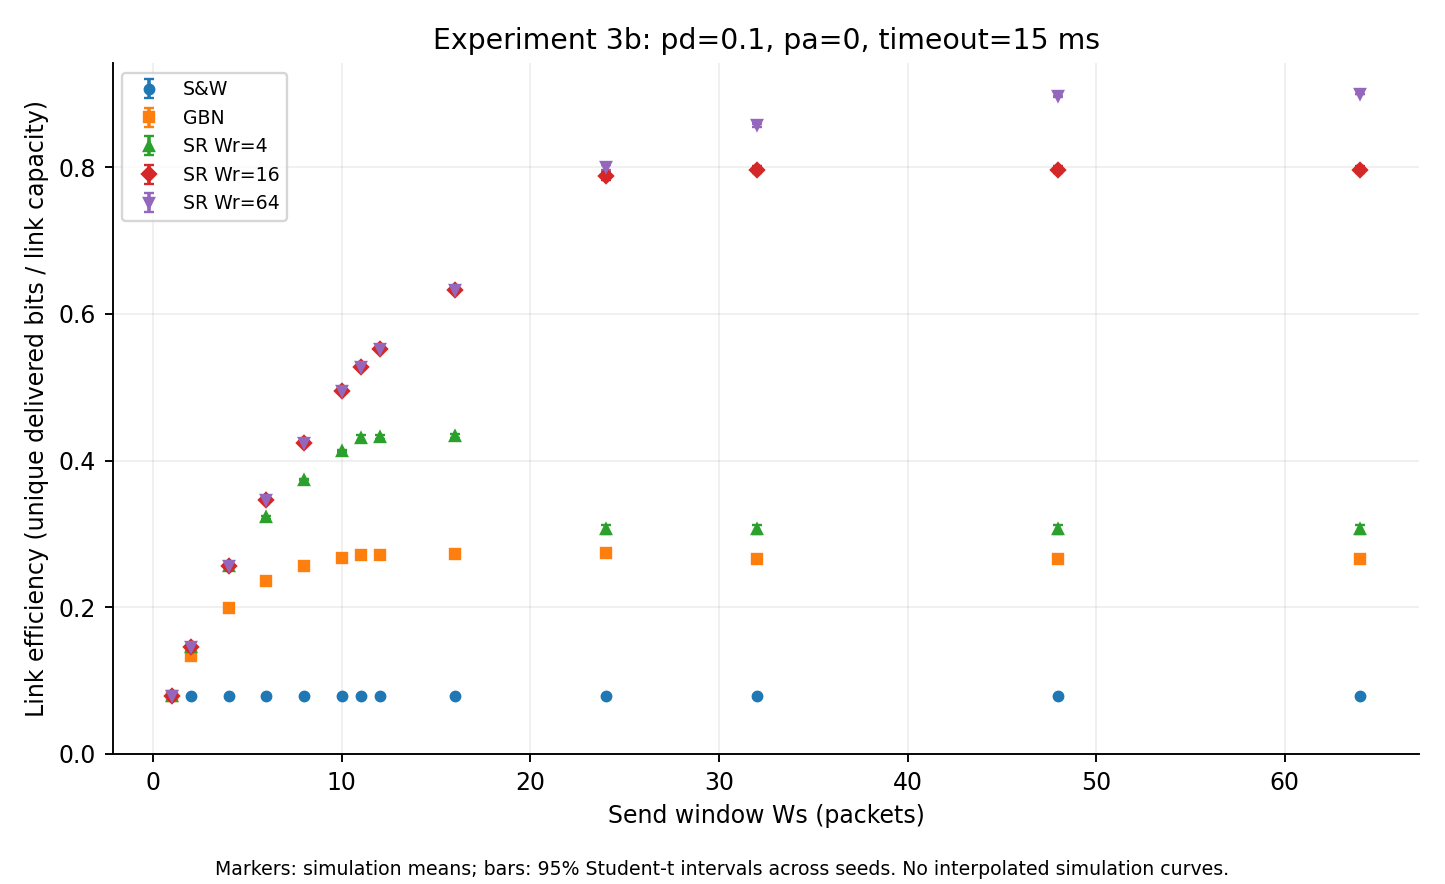 Experiment 3b: pd=0.1, pa=0, timeout=15 ms
S&W
GBN
SR Wr=4
SR Wr=16
SR Wr=64
Link efficiency (unique delivered bits / link capacity)
0.8
0.6
0.4
0.2
0.0
0 10 20 30 40 50 60
Send window Ws (packets)
Markers: simulation means; bars: 95% Student-t intervals across seeds. No interpolated simulation curves.